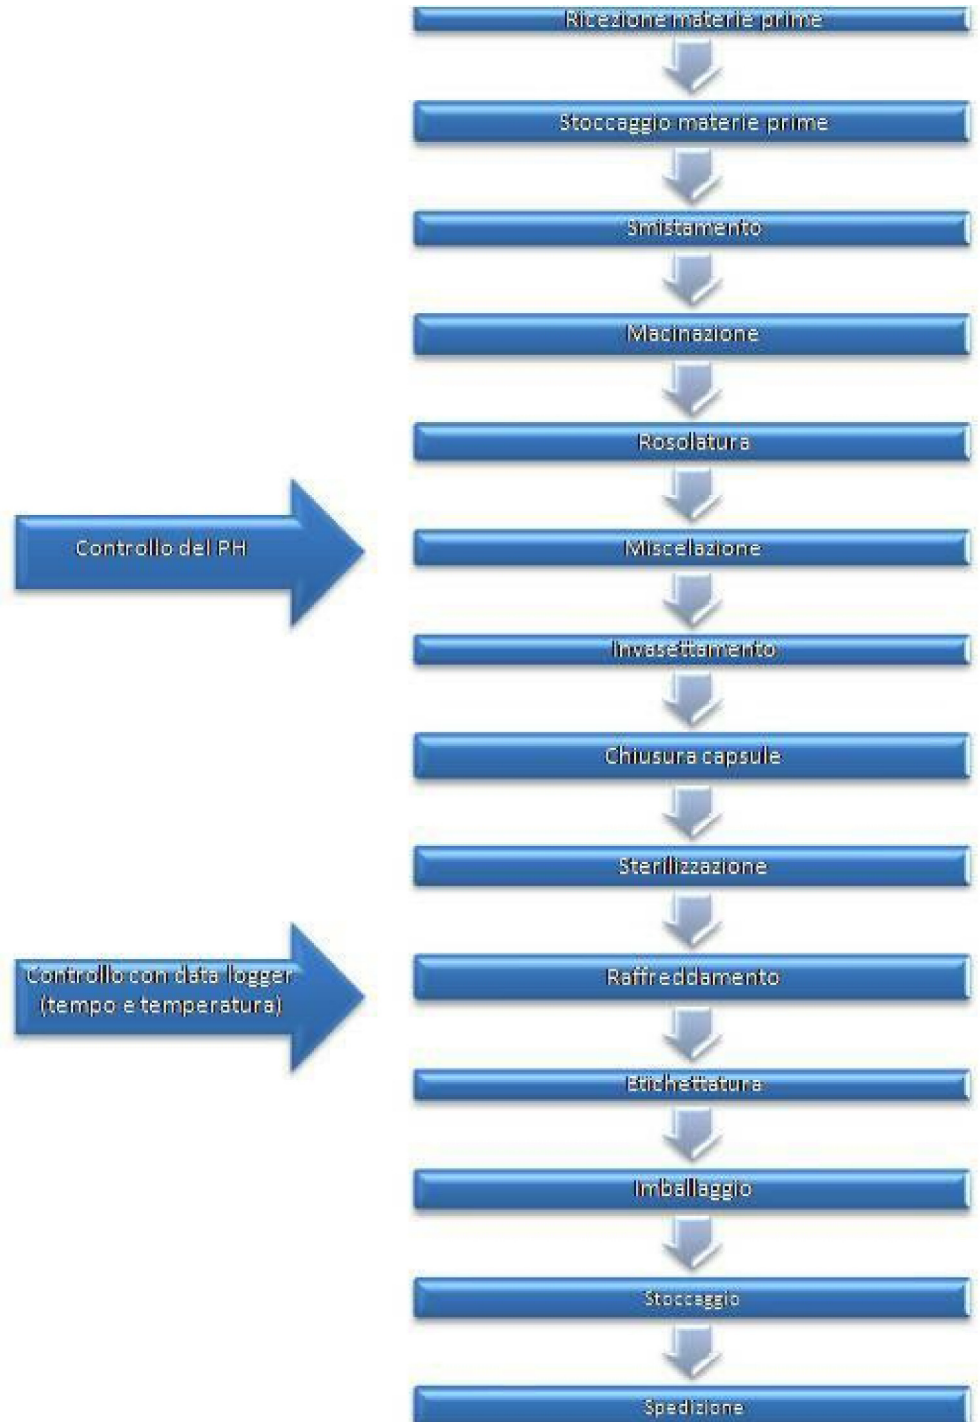 Ricezione materie prime
Stoccaggio materie prime
Smistamento
Macinazione
Rosolatura
Controllo del PH
Miscelazione
Invasettamento
Chiusura capsule
Sterilizzazione
Controllo con data logger
(tempo e temperatura)
Raffreddamento
Etichettatura
Imballaggio
Stoccaggio
Spedizione